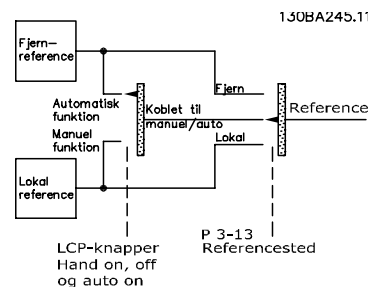 130BA245.11
Fjern-
reference
Fjern
Automatisk
funktion
Koblet til
manuel/auto
Reference
Manuel
funktion
Lokal
Lokal
reference
LCP-knapper
Hand on, off
og auto on
P 3-13
Referencested